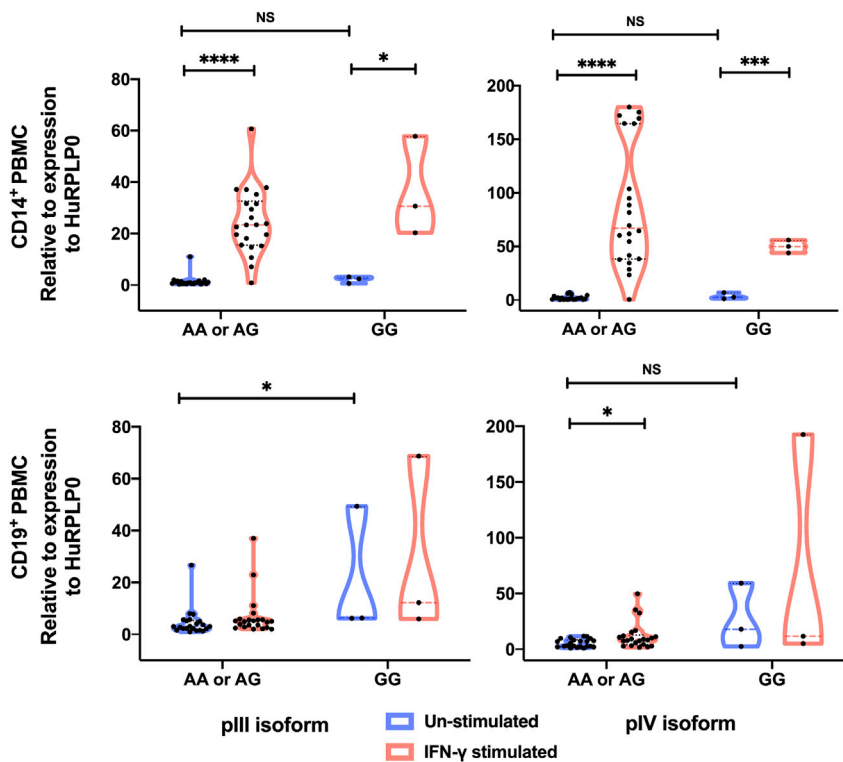 NS
****
*
80
60
40
20
0
AA or AG
GG
CD14+ PBMC
Relative to expression
to HuRPLP0
NS
****
***
200
150
100
50
0
AA or AG
GG
*
80
60
40
20
0
AA or AG
GG
CD19+ PBMC
Relative to expression
to HuRPLP0
NS
*
200
150
100
50
0
AA or AG
GG
pIII isoform
Un-stimulated
IFN-γ stimulated
pIV isoform